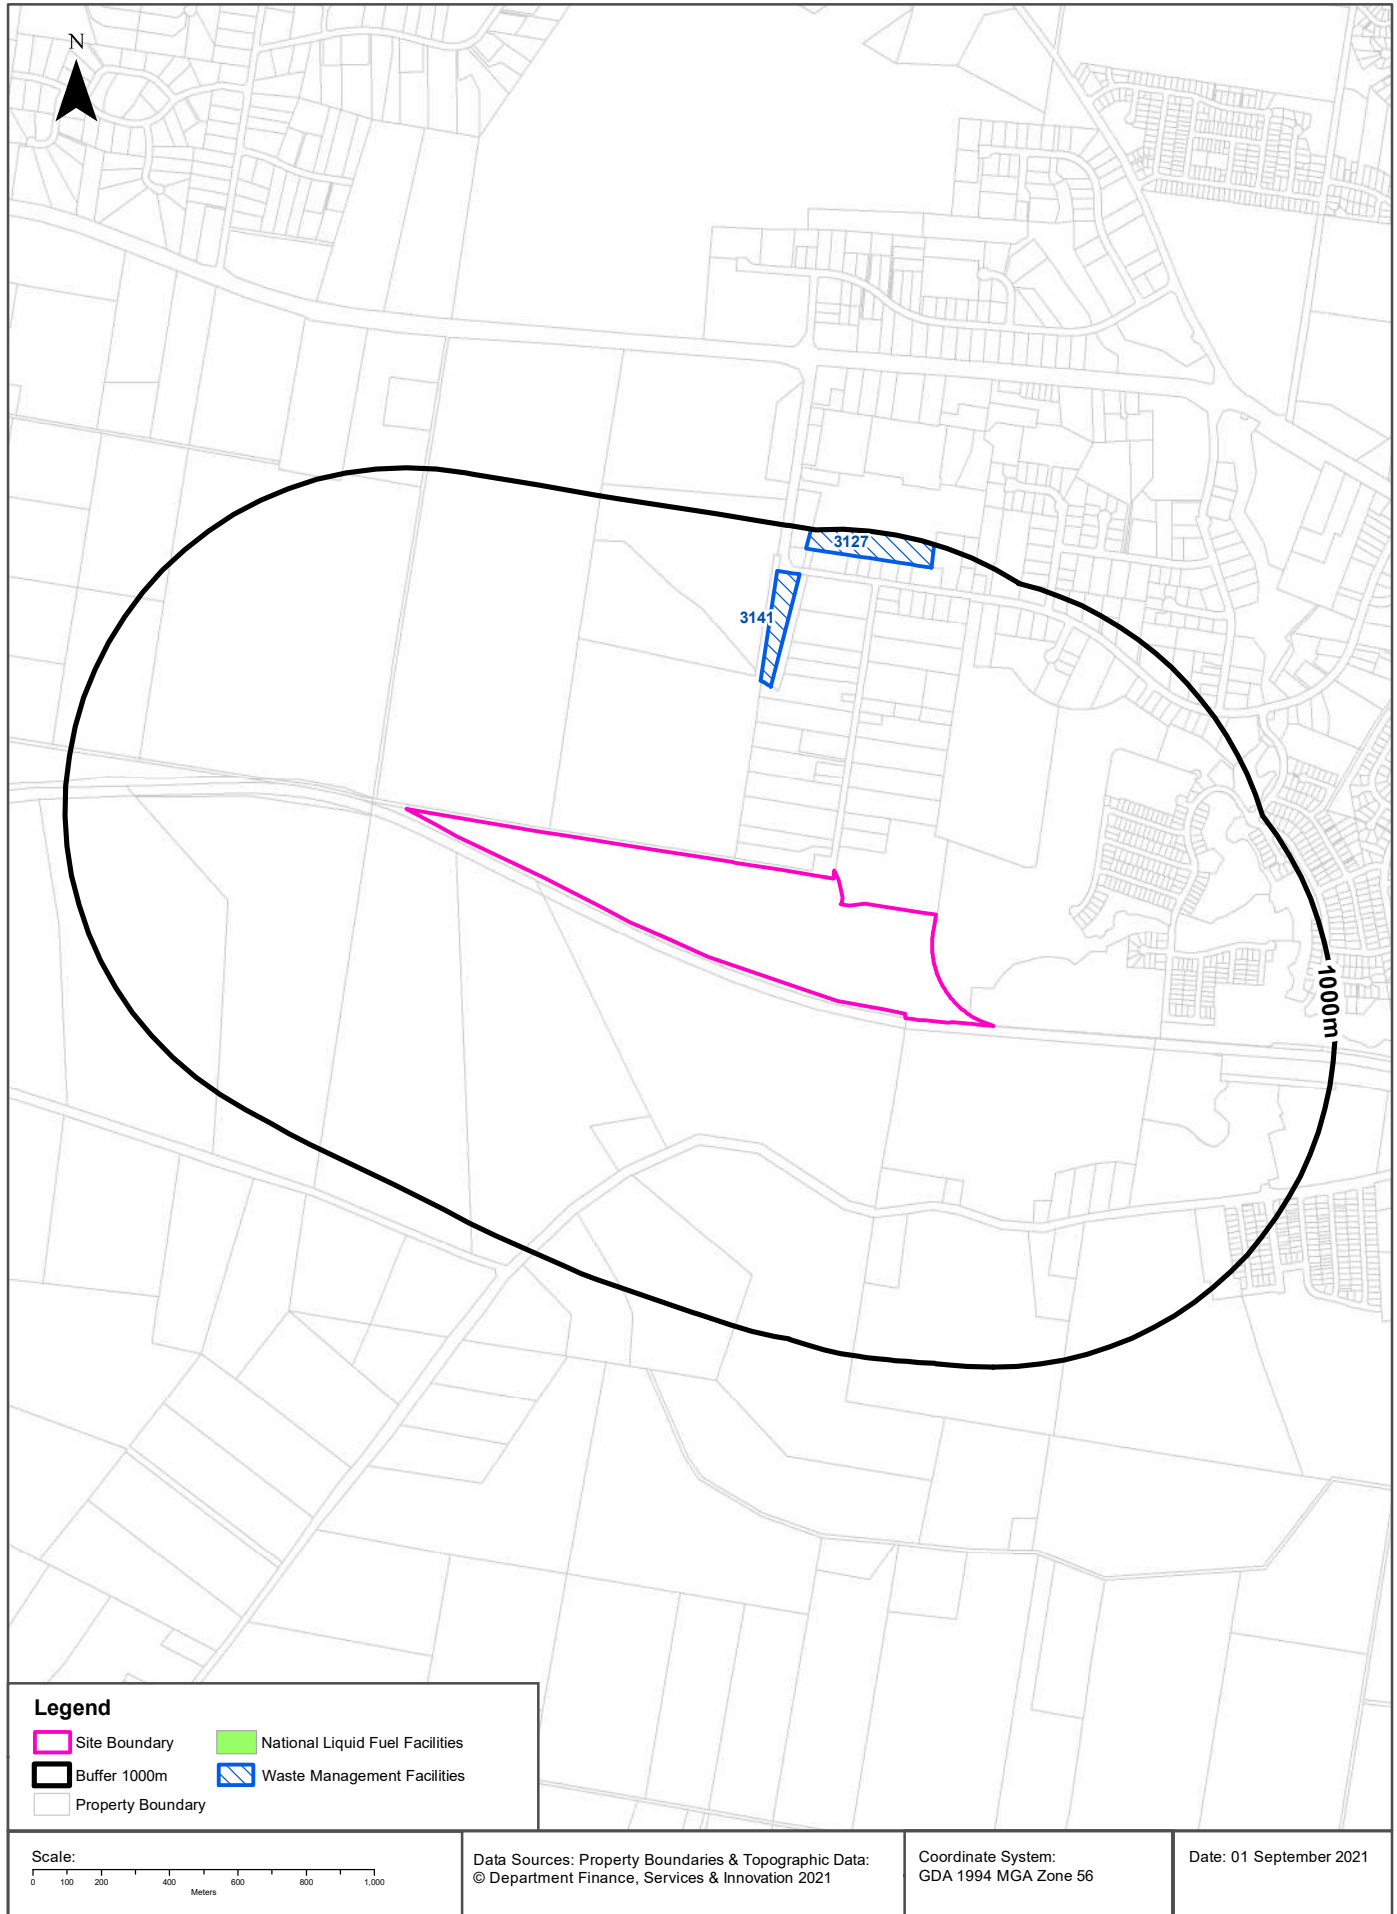 N
3127
3141
1000m
Legend
Site Boundary
National Liquid Fuel Facilities
Buffer 1000m
Waste Management Facilities
Property Boundary
Scale:
0 100 200 400 600 800 1,000
Meters
Data Sources: Property Boundaries & Topographic Data:
© Department Finance, Services & Innovation 2021
Coordinate System:
GDA 1994 MGA Zone 56
Date: 01 September 2021